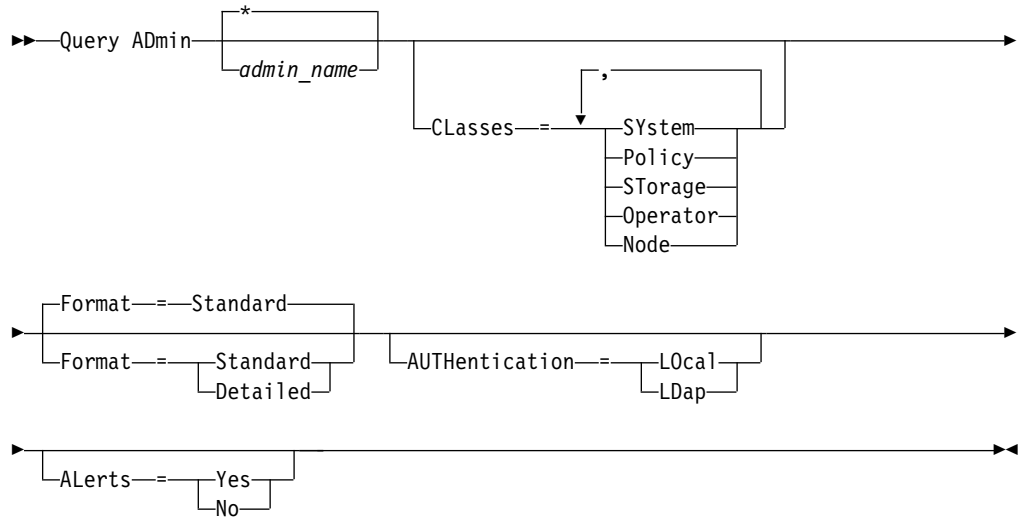 *
Query ADmin
admin_name
,
CLasses = SYstem
Policy
STorage
Operator
Node
Format = Standard
Format = Standard
Detailed
AUTHentication = LOcal
LDap
ALerts = Yes
No